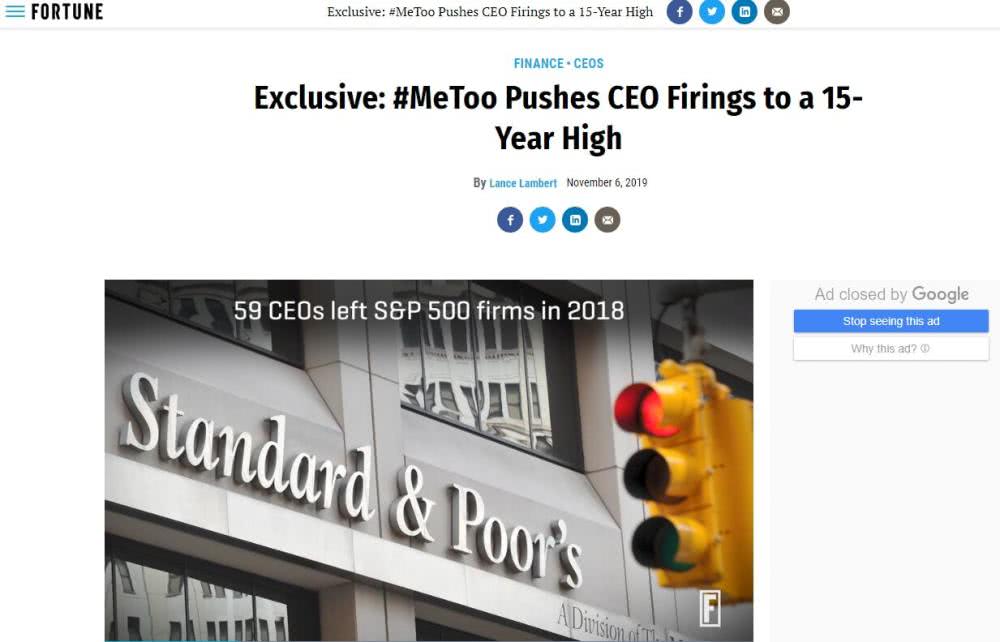 FORTUNE
Exclusive: #MeToo Pushes CEO Firings to a 15-Year High
FINANCE • CEOS
Exclusive: #MeToo Pushes CEO Firings to a 15-
Year High
By Lance Lambert November 6, 2019
59 CEOs left S&P 500 firms in 2018
Standard & Poor's
A Division of
F
Ad closed by Google
Stop seeing this ad
Why this ad?